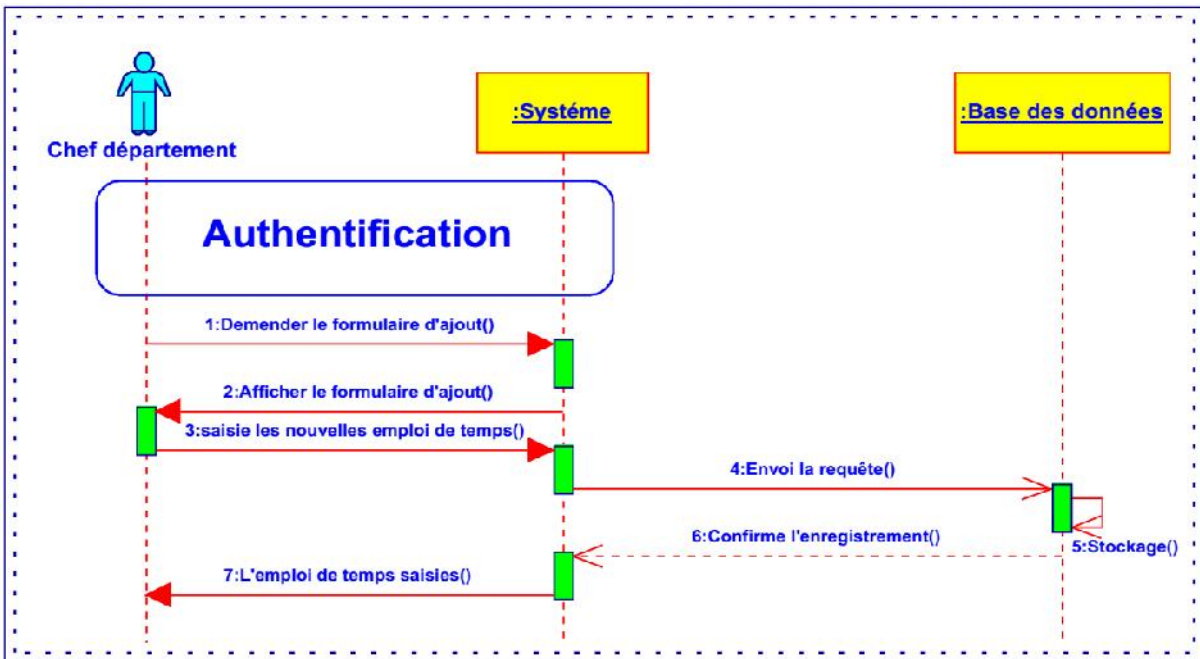 :Systéme
:Base des données
Chef département
Authentification
1:Demender le formulaire d'ajout()
2:Afficher le formulaire d'ajout()
3:saisie les nouvelles emploi de temps()
4:Envoi la requête()
6:Confirme l'enregistrement()
5:Stockage()
7:L'emploi de temps saisies()